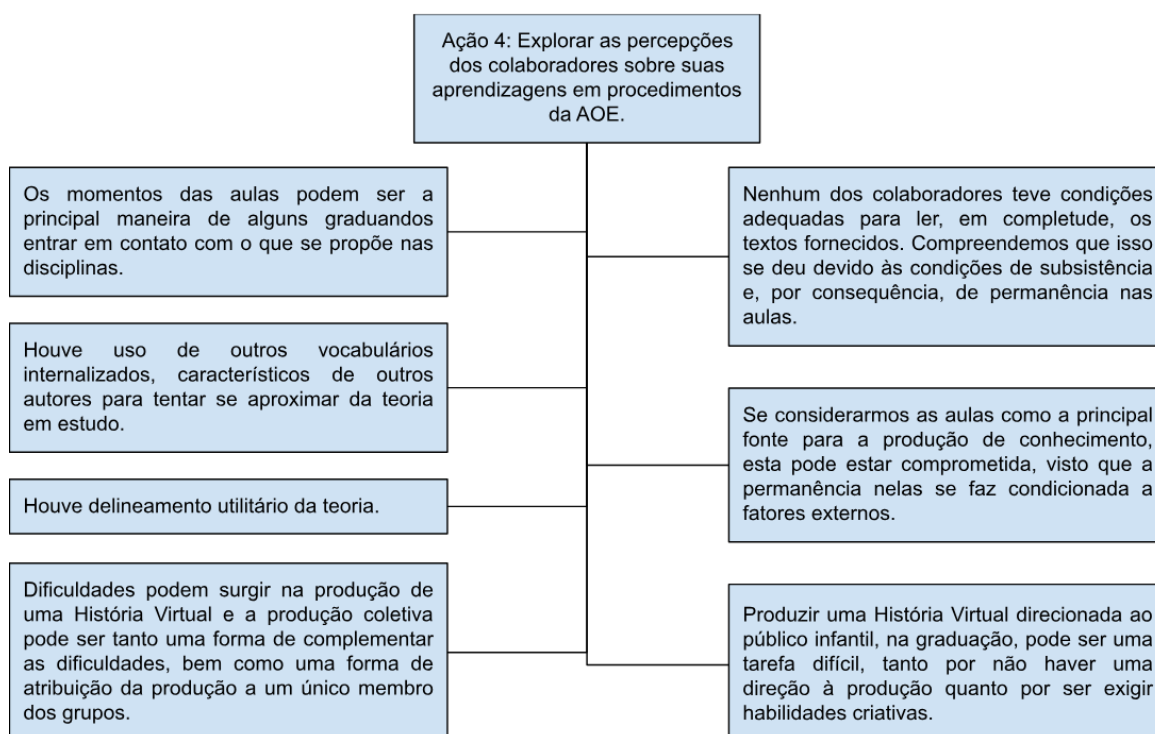 Ação 4: Explorar as percepções
dos colaboradores sobre suas
aprendizagens em procedimentos
da AOE.
Os momentos das aulas podem ser a
principal maneira de alguns graduandos
entrar em contato com o que se propõe nas
disciplinas.
Nenhum dos colaboradores teve condições
adequadas para ler, em completude, os
textos fornecidos. Compreendemos que isso
se deu devido às condições de subsistência
e, por consequência, de permanência nas
aulas.
Houve uso de outros vocabulários
internalizados, característicos de outros
autores para tentar se aproximar da teoria
em estudo.
Se considerarmos as aulas como a principal
fonte para a produção de conhecimento,
esta pode estar comprometida, visto que a
permanência nelas se faz condicionada a
fatores externos.
Houve delineamento utilitário da teoria.
Dificuldades podem surgir na produção de
uma História Virtual e a produção coletiva
pode ser tanto uma forma de complementar
as dificuldades, bem como uma forma de
atribuição da produção a um único membro
dos grupos.
Produzir uma História Virtual direcionada ao
público infantil, na graduação, pode ser uma
tarefa difícil, tanto por não haver uma
direção à produção quanto por ser exigir
habilidades criativas.